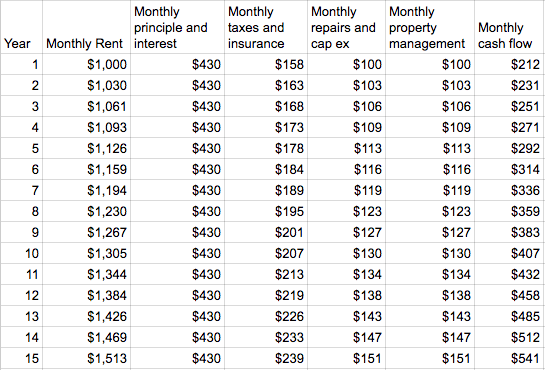 Year Monthly Rent Monthly principle and interest Monthly taxes and insurance Monthly repairs and cap ex Monthly property management Monthly cash flow
1 $1,000 $430 $158 $100 $100 $212
2 $1,030 $430 $163 $103 $103 $231
3 $1,061 $430 $168 $106 $106 $251
4 $1,093 $430 $173 $109 $109 $271
5 $1,126 $430 $178 $113 $113 $292
6 $1,159 $430 $184 $116 $116 $314
7 $1,194 $430 $189 $119 $119 $336
8 $1,230 $430 $195 $123 $123 $359
9 $1,267 $430 $201 $127 $127 $383
10 $1,305 $430 $207 $130 $130 $407
11 $1,344 $430 $213 $134 $134 $432
12 $1,384 $430 $219 $138 $138 $458
13 $1,426 $430 $226 $143 $143 $485
14 $1,469 $430 $233 $147 $147 $512
15 $1,513 $430 $239 $151 $151 $541